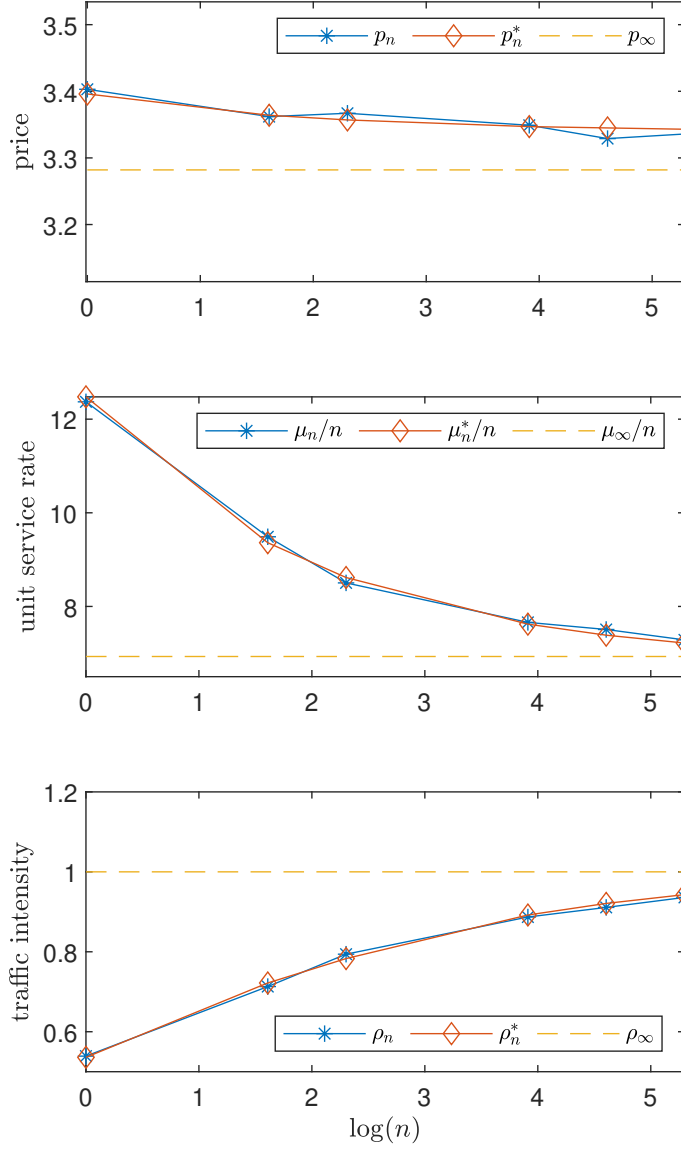 3.5
p_n p_n^* p_∞
3.4
3.3
3.2
price
0 1 2 3 4 5
12
μ_n/n μ_n^*/n μ_∞/n
10
8
unit service rate
0 1 2 3 4 5
1.2
1
0.8
0.6
traffic intensity
ρ_n ρ_n^* ρ_∞
0 1 2 3 4 5
log(n)